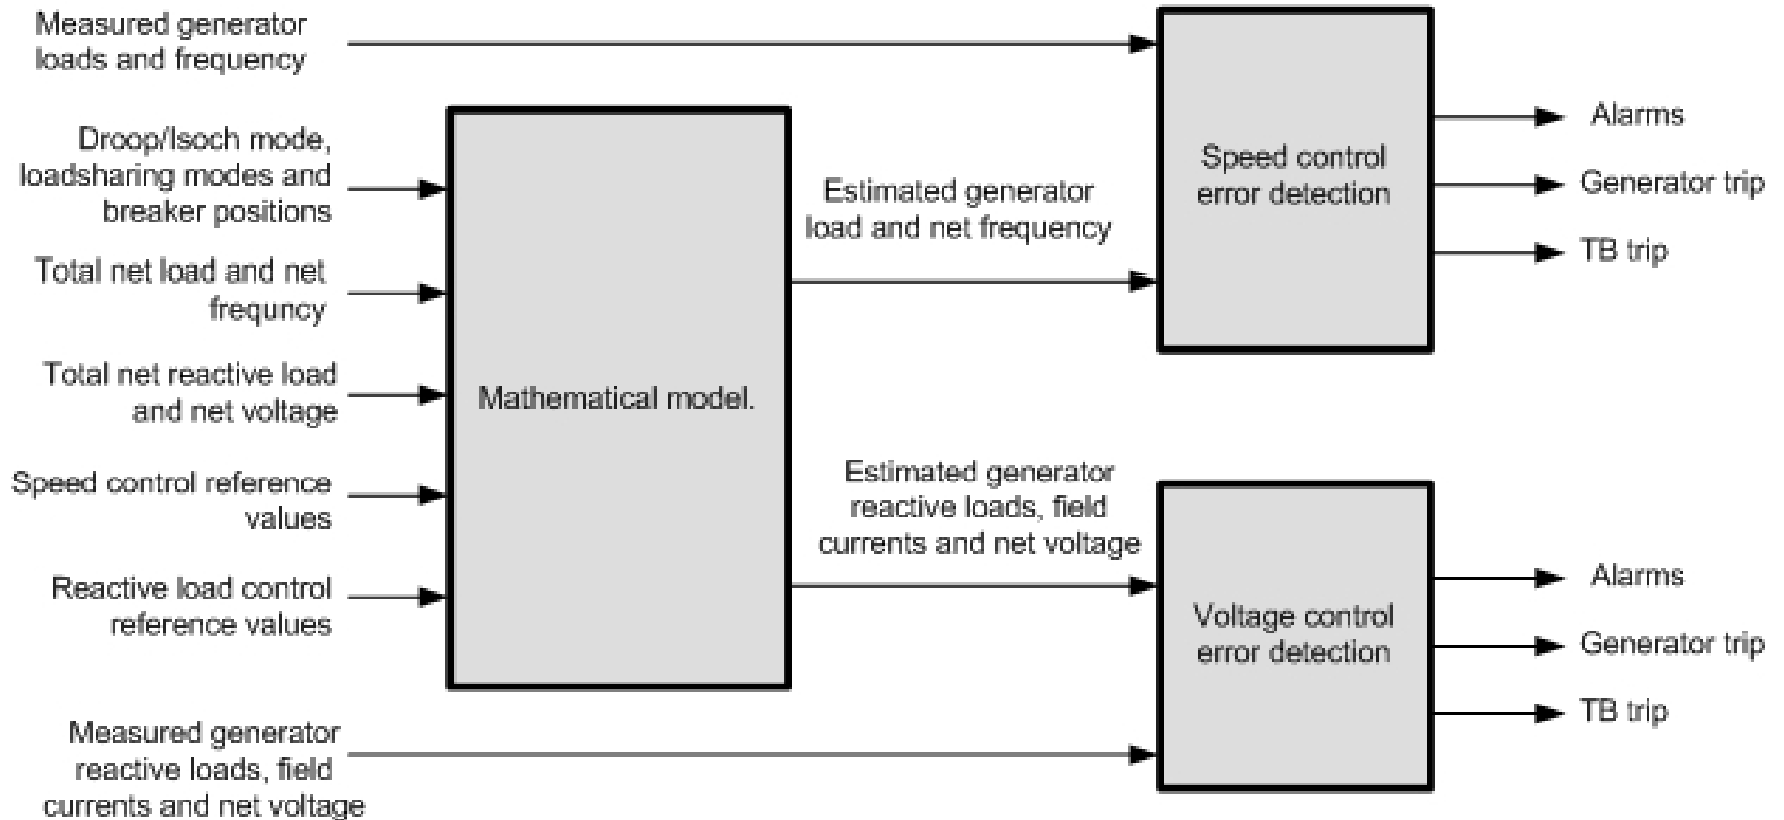 Measured generator
loads and frequency
Droop/Isoch mode,
loadsharing modes and
breaker positions
Total net load and net
frequncy
Total net reactive load
and net voltage
Speed control reference
values
Reactive load control
reference values
Measured generator
reactive loads, field
currents and net voltage
Mathematical model.
Estimated generator
load and net frequency
Estimated generator
reactive loads, field
currents and net voltage
Speed control
error detection
Alarms
Generator trip
TB trip
Voltage control
error detection
Alarms
Generator trip
TB trip